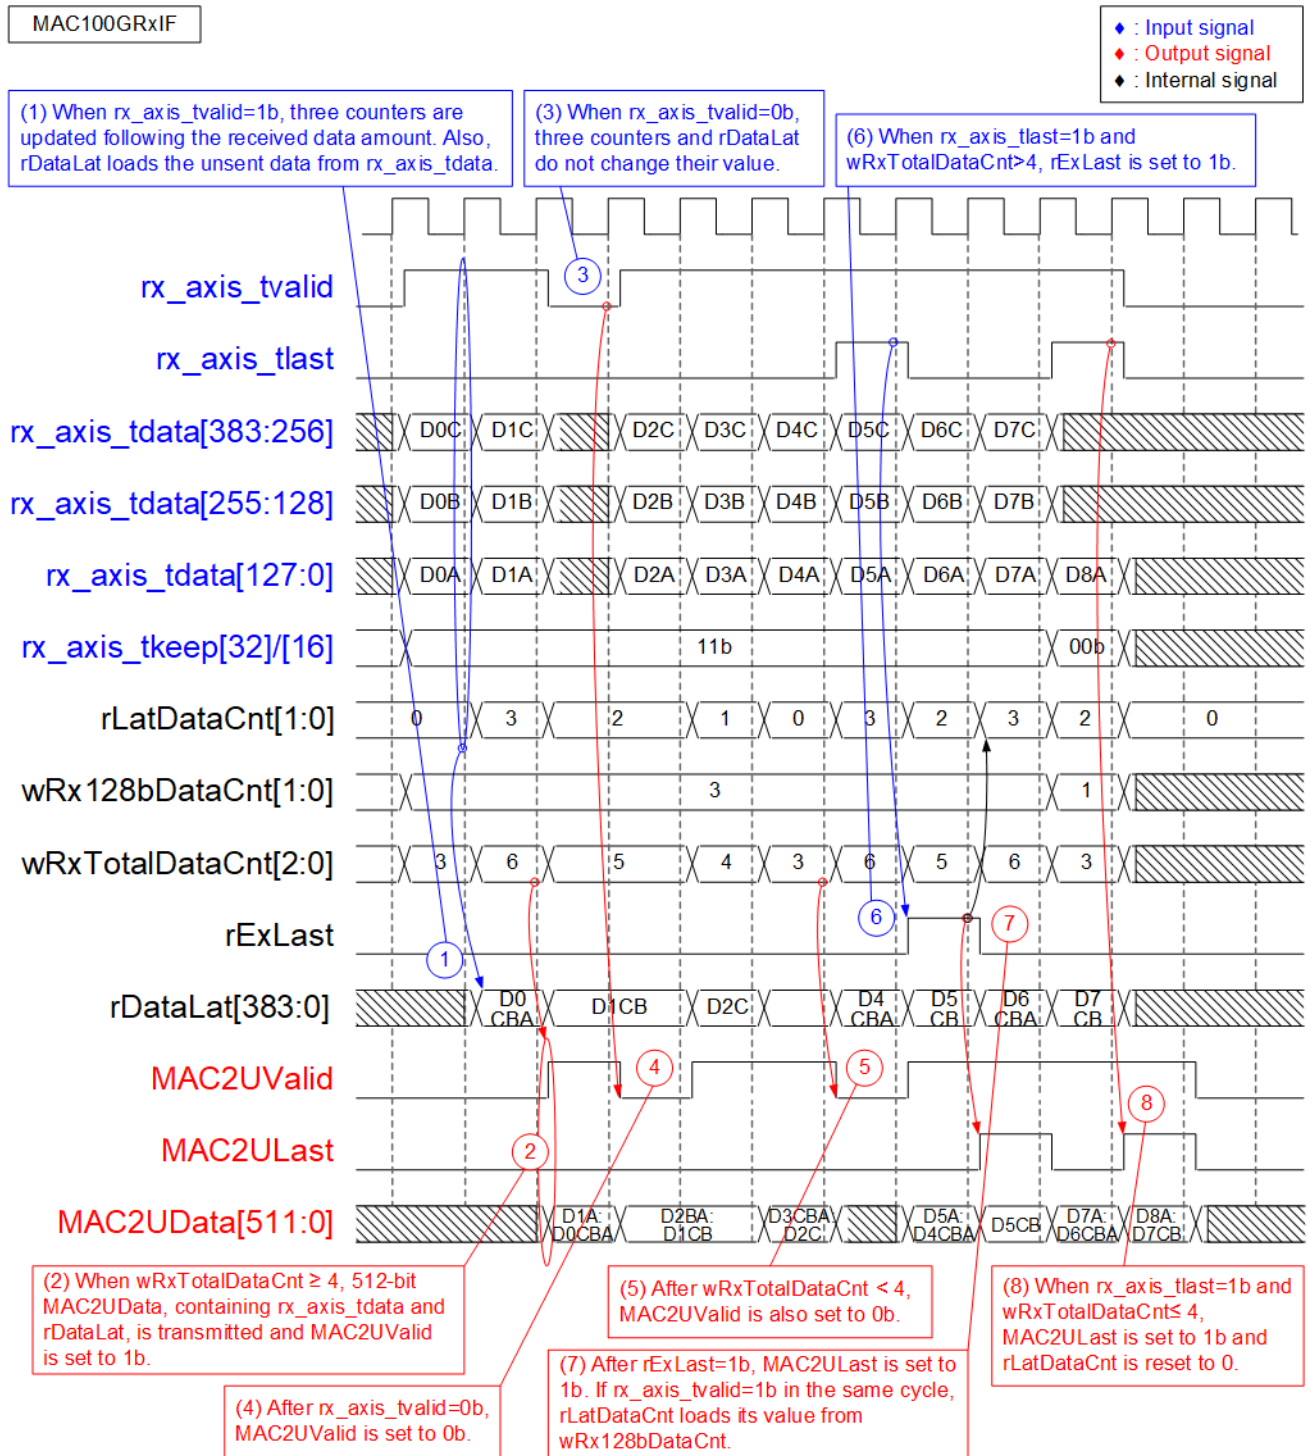 MAC100GRxIF
♦ : Input signal
♦ : Output signal
♦ : Internal signal
(1) When rx_axis_tvalid=1b, three counters are
updated following the received data amount. Also,
rDataLat loads the unsent data from rx_axis_tdata.
(3) When rx_axis_tvalid=0b,
three counters and rDataLat
do not change their value.
(6) When rx_axis_tlast=1b and
wRxTotalDataCnt>4, rExLast is set to 1b.
rx_axis_tvalid
3
rx_axis_tlast
rx_axis_tdata[383:256] D0C D1C D2C D3C D4C D5C D6C D7C
rx_axis_tdata[255:128] D0B D1B D2B D3B D4B D5B D6B D7B
rx_axis_tdata[127:0] D0A D1A D2A D3A D4A D5A D6A D7A D8A
rx_axis_tkeep[32]/[16] 11b 00b
rLatDataCnt[1:0] 0 3 2 1 0 3 2 3 2 0
wRx128bDataCnt[1:0] 3 1
wRxTotalDataCnt[2:0] 3 6 5 4 3 6 5 6 3
rExLast 1 6 7
rDataLat[383:0] D0 CBA D1CB D2C D4 CBA D5 CB D6 CBA D7 CB
MAC2UValid 4 5
8
MAC2ULast 2
MAC2UData[511:0] D1A: D0CBA D2BA: D1CB D3CBA: D2C D5A: D4CBA D5CB D7A: D6CBA D8A: D7CB
(2) When wRxTotalDataCnt ≥ 4, 512-bit
MAC2UData, containing rx_axis_tdata and
rDataLat, is transmitted and MAC2UValid
is set to 1b.
(5) After wRxTotalDataCnt < 4,
MAC2UValid is also set to 0b.
(8) When rx_axis_tlast=1b and
wRxTotalDataCnt≤ 4,
MAC2ULast is set to 1b and
rLatDataCnt is reset to 0.
(4) After rx_axis_tvalid=0b,
MAC2UValid is set to 0b.
(7) After rExLast=1b, MAC2ULast is set to
1b. If rx_axis_tvalid=1b in the same cycle,
rLatDataCnt loads its value from
wRx128bDataCnt.